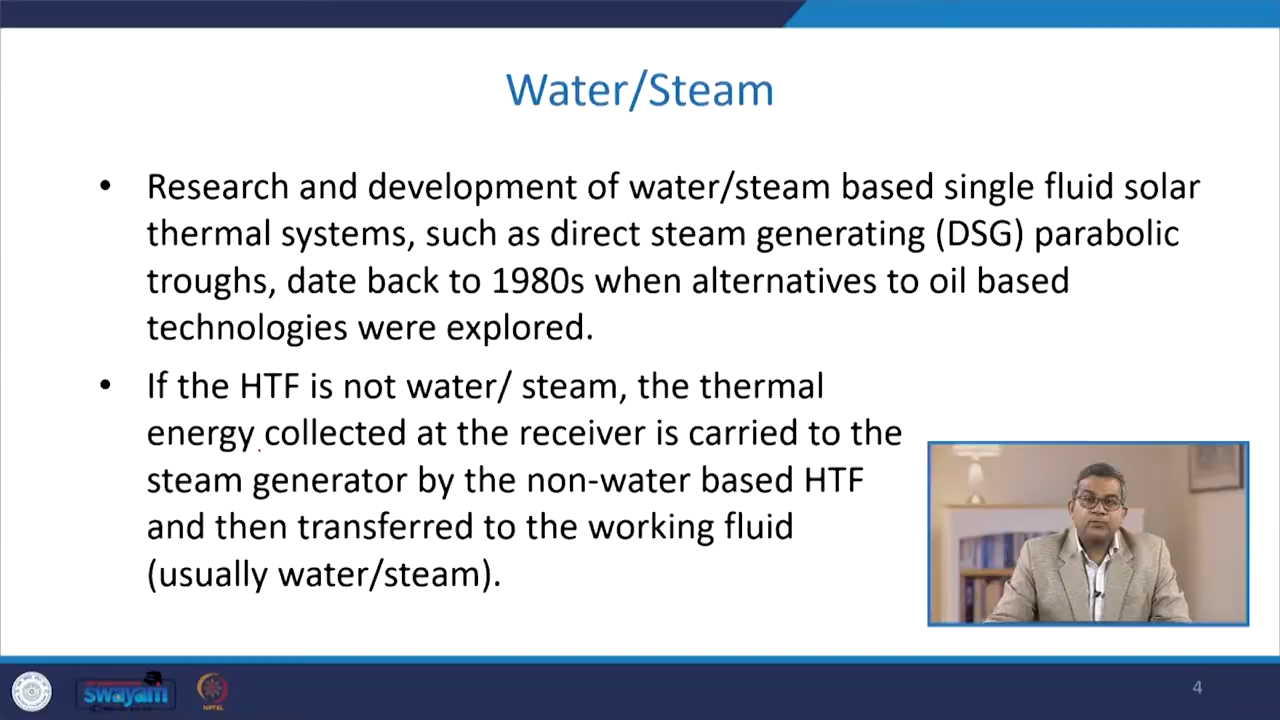 Water/Steam
• Research and development of water/steam based single fluid solar
thermal systems, such as direct steam generating (DSG) parabolic
troughs, date back to 1980s when alternatives to oil based
technologies were explored.
• If the HTF is not water/ steam, the thermal
energy collected at the receiver is carried to the
steam generator by the non-water based HTF
and then transferred to the working fluid
(usually water/steam).
swayam
NPTEL
4